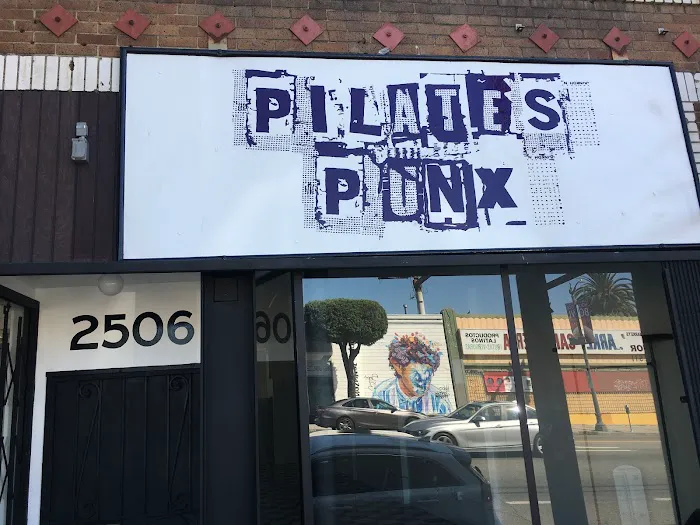 PILATES
PUNX
2506
PRODUCTOS
LATINOS